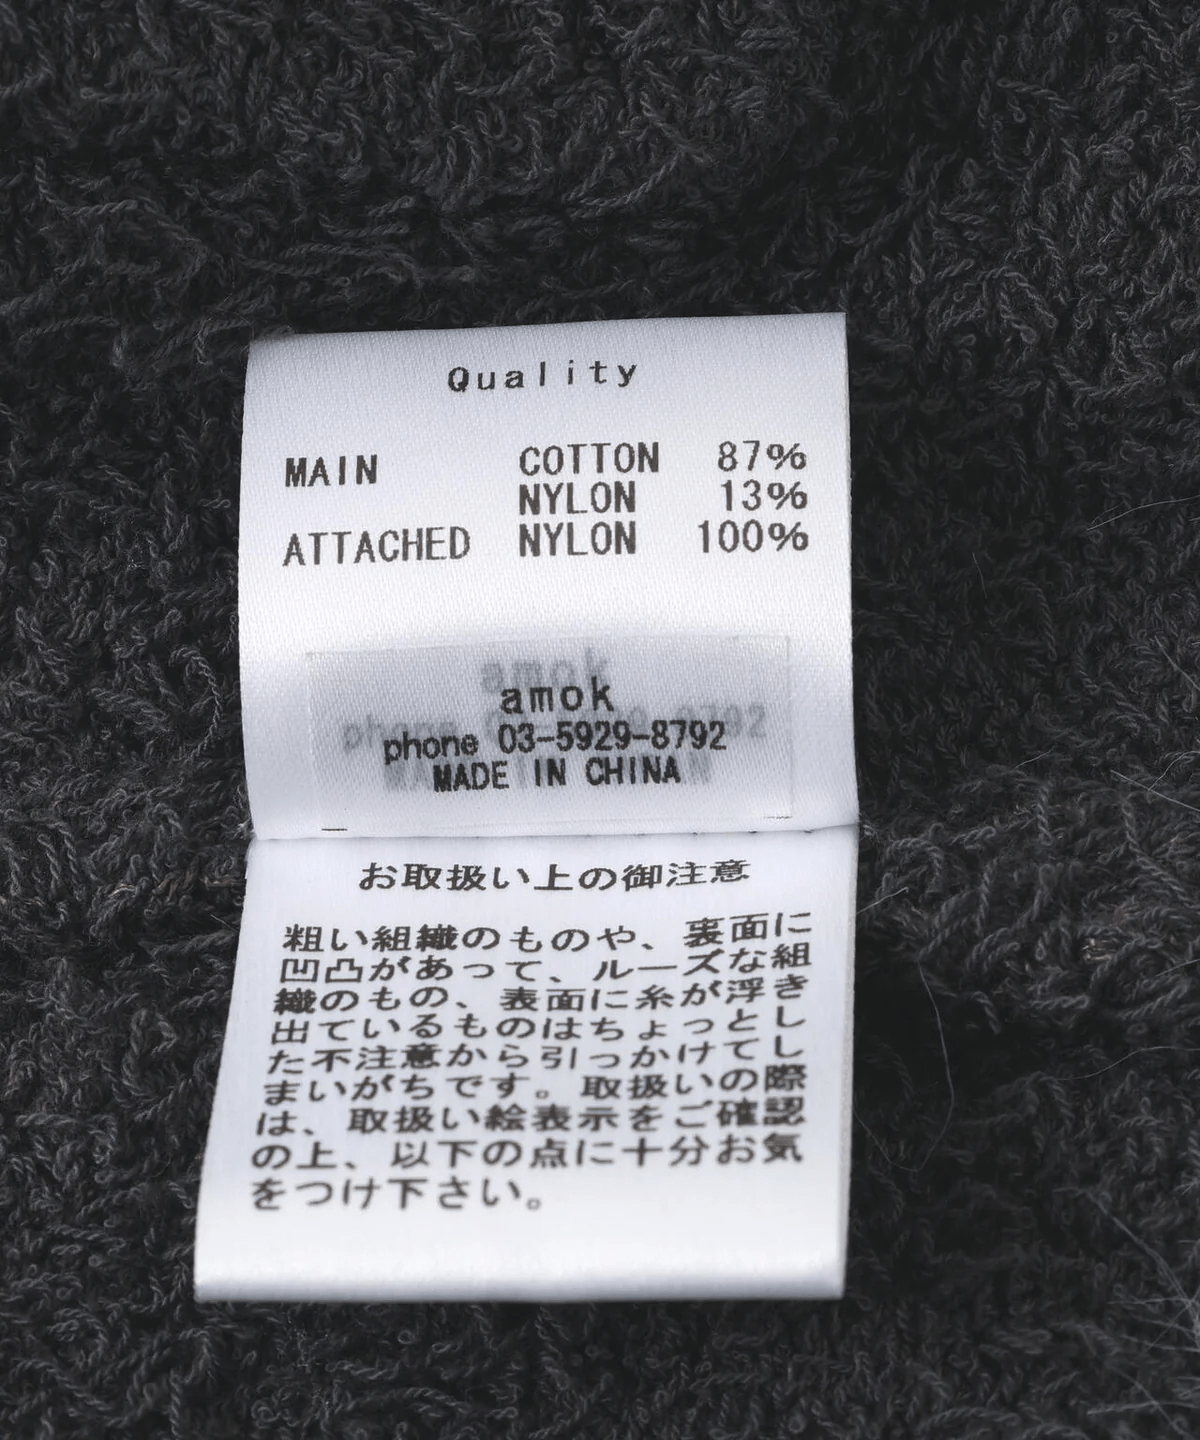 Quality
MAIN COTTON 87%
NYLON 13%
ATTACHED NYLON 100%
amok
phone 03-5929-8792
MADE IN CHINA
お取扱い上の御注意
粗い組織のものや、裏面に
凹凸があって、ルーズな組
織のもの、表面に糸が浮き
出ているものはちょっとし
た不注意から引っかけてし
まいがちです。取扱いの際
は、取扱い絵表示をご確認
の上、以下の点に十分お気
をつけ下さい。